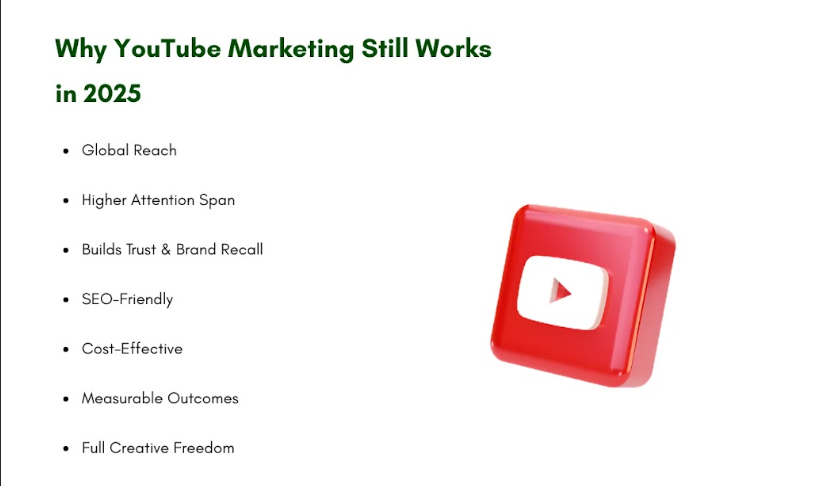 Why YouTube Marketing Still Works
in 2025
• Global Reach
• Higher Attention Span
• Builds Trust & Brand Recall
• SEO-Friendly
• Cost-Effective
• Measurable Outcomes
• Full Creative Freedom